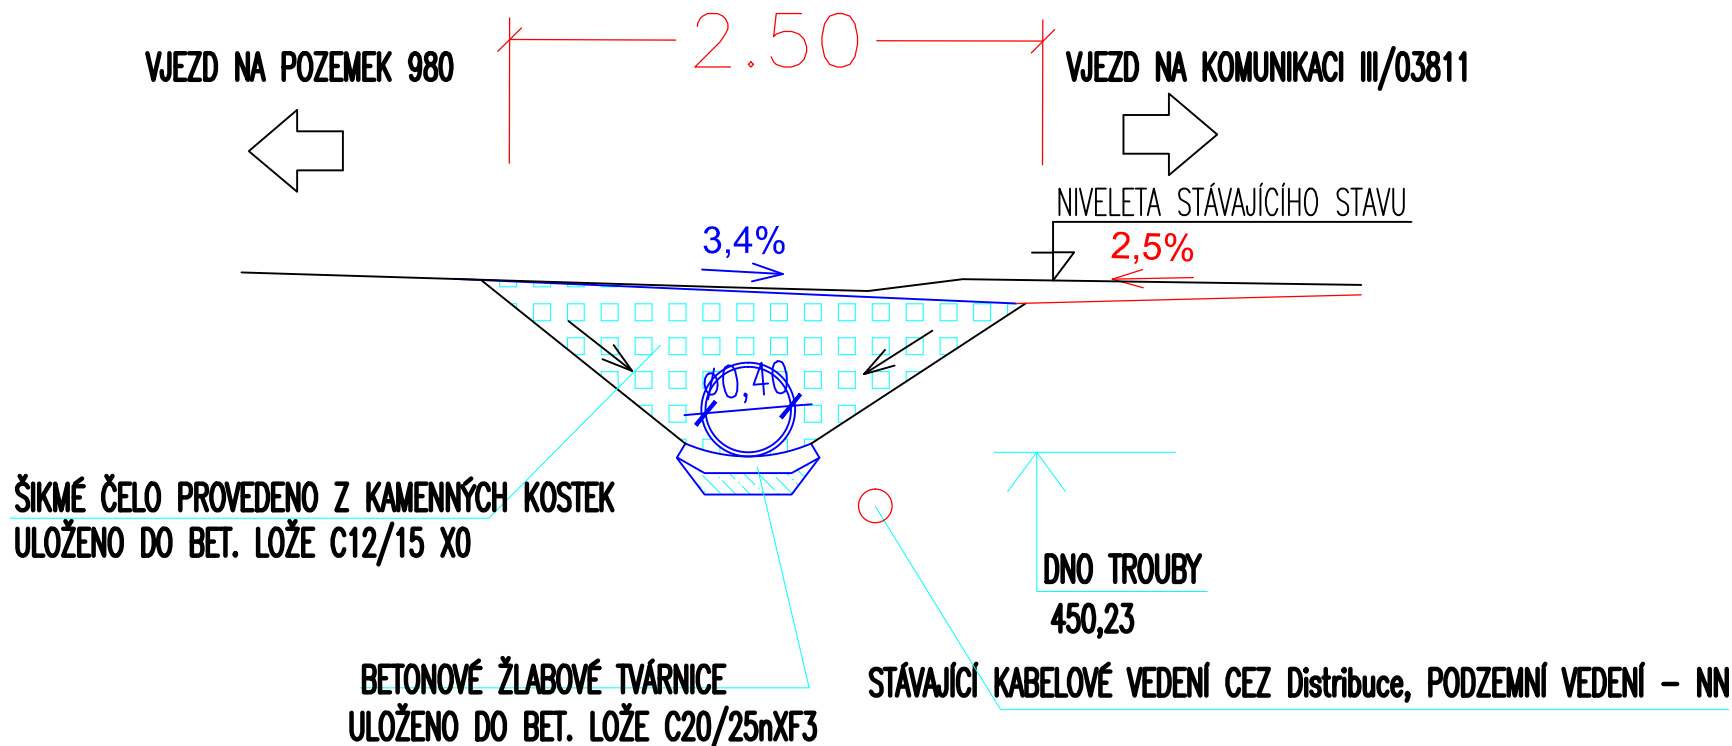 2.50
VJEZD NA POZEMEK 980
VJEZD NA KOMUNIKACI III/03811
NIVELETA STÁVAJÍCÍHO STAVU
3,4%
2,5%
ø0,40
ŠIKMÉ ČELO PROVEDENO Z KAMENNÝCH KOSTEK
ULOŽENO DO BET. LOŽE C12/15 X0
DNO TROUBY
450,23
BETONOVÉ ŽLABOVÉ TVÁRNICE
ULOŽENO DO BET. LOŽE C20/25nXF3
STÁVAJÍCÍ KABELOVÉ VEDENÍ CEZ Distribuce, PODZEMNÍ VEDENÍ – NN